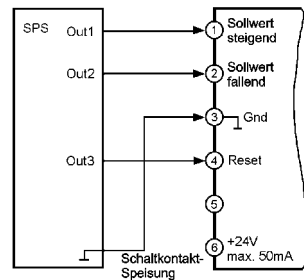 SPS
Out1
1
Sollwert
steigend
Out2
2
Sollwert
fallend
3
Gnd
Out3
4
Reset
5
6
+24V
max. 50mA
Schaltkontakt-
Speisung